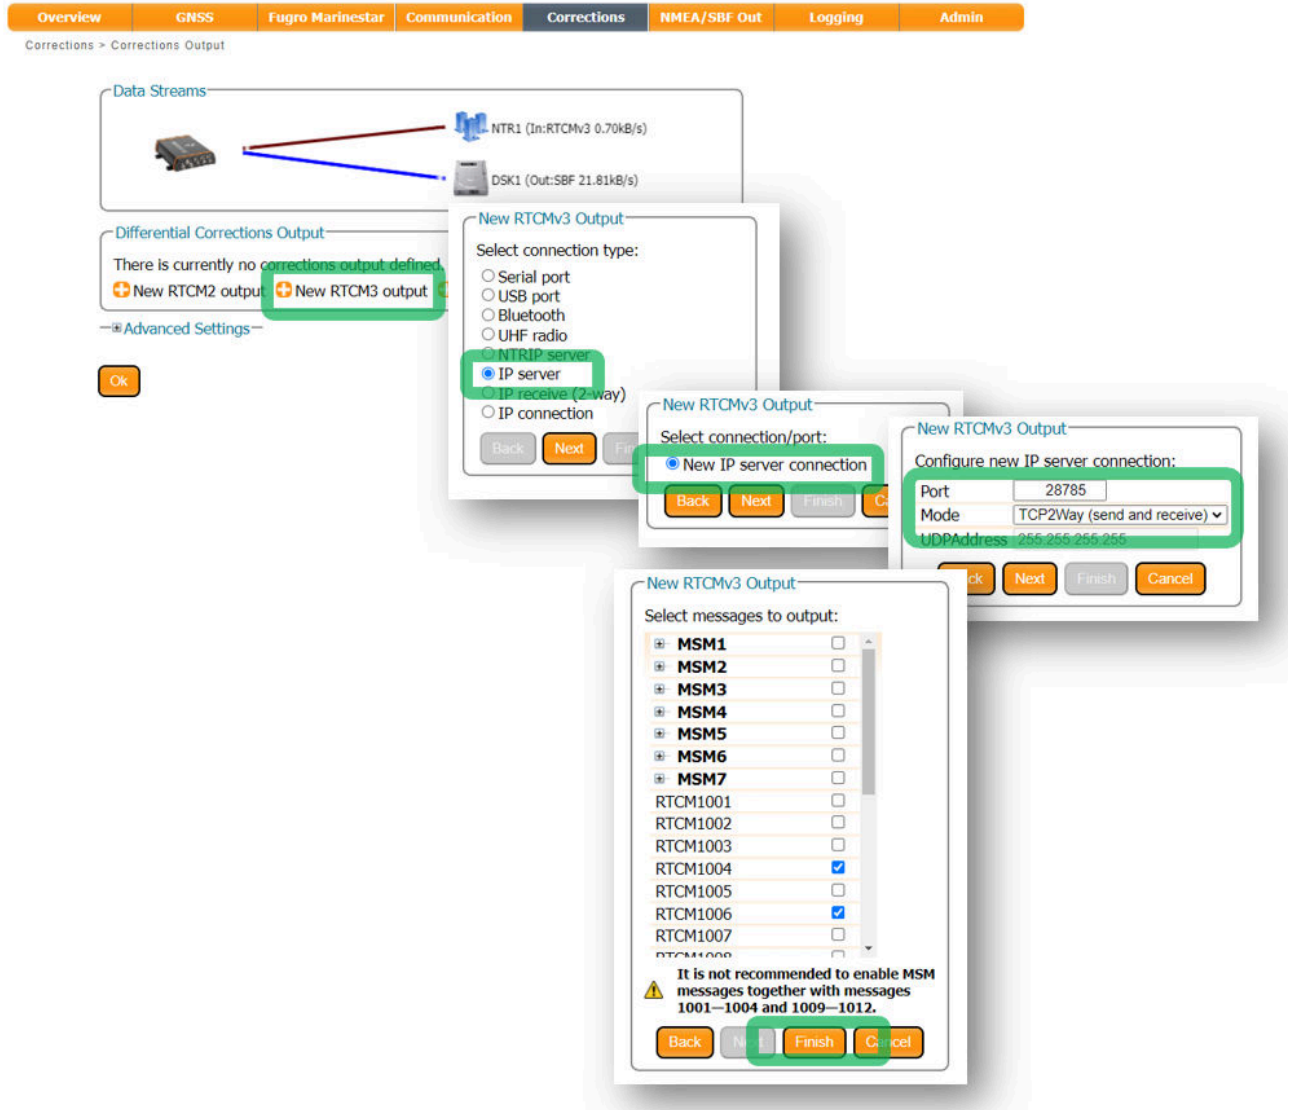 Overview GNSS Fugro Marinestar Communication Corrections NMEA/SBF Out Logging Admin
Corrections > Corrections Output
Data Streams
NTR1 (In:RTCMv3 0.70kB/s)
DSK1 (Out:SBF 21.81kB/s)
Differential Corrections Output
There is currently no corrections output defined.
New RTCM2 output New RTCM3 output
Advanced Settings
Ok
New RTCMv3 Output
Select connection type:
Serial port
USB port
Bluetooth
UHF radio
NTRIP server
IP server
IP receive (2-way)
IP connection
Back Next
New RTCMv3 Output
Select connection/port:
New IP server connection
Back Next Finish
New RTCMv3 Output
Configure new IP server connection:
Port 28785
Mode TCP2Way (send and receive)
UDPAddress 255.255.255.255
Next Finish Cancel
New RTCMv3 Output
Select messages to output:
MSM1
MSM2
MSM3
MSM4
MSM5
MSM6
MSM7
RTCM1001
RTCM1002
RTCM1003
RTCM1004
RTCM1005
RTCM1006
RTCM1007
It is not recommended to enable MSM
messages together with messages
1001—1004 and 1009—1012.
Back Next Finish Cancel